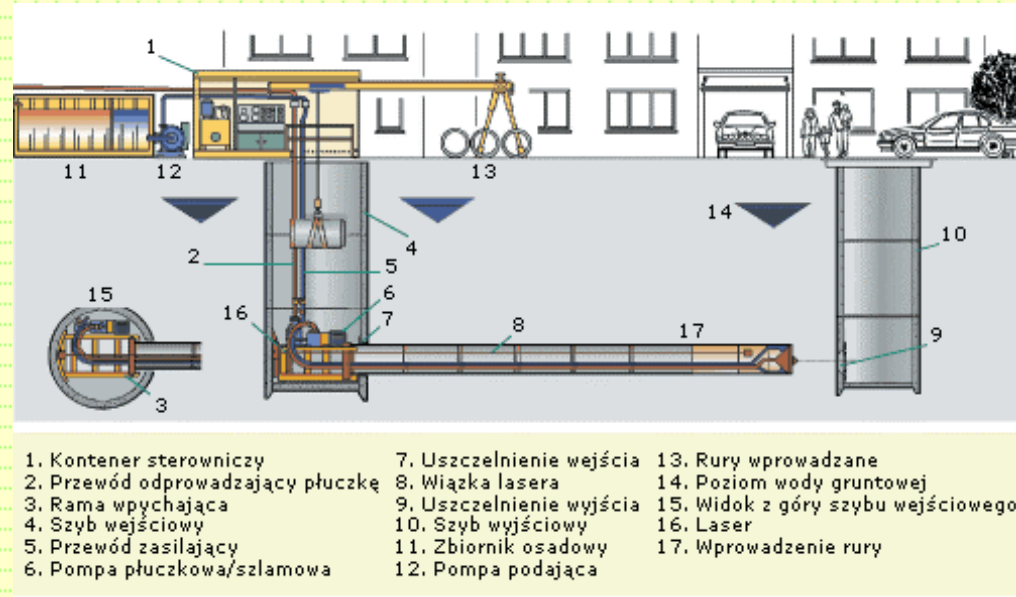 1
11
12
13
14
2
4
5
10
15
6
16
7
8
17
9
3
1. Kontener sterowniczy
2. Przewód odprowadzający płuczkę
3. Rama wpychająca
4. Szyb wejściowy
5. Przewód zasilający
6. Pompa płuczkowa/szlamowa
7. Uszczelnienie wejścia
8. Wiązka lasera
9. Uszczelnienie wyjścia
10. Szyb wyjściowy
11. Zbiornik osadowy
12. Pompa podająca
13. Rury wprowadzane
14. Poziom wody gruntowej
15. Widok z góry szybu wejściowego
16. Laser
17. Wprowadzenie rury